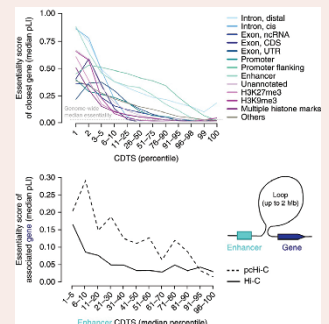 Essentiality score
of closest gene (median pLI)
1.00
0.75
0.50
0.25
0.00
Genome-wide
median essentiality
1
2
3–5
6–10
11–25
26–50
51–75
76–90
91–95
96–98
99
100
CDTS (percentile)
Intron, distal
Intron, cis
Exon, ncRNA
Exon, CDS
Exon, UTR
Promoter
Promoter flanking
Enhancer
Unannotated
H3K27me3
H3K9me3
Multiple histone marks
Others
Essentiality score of
associated gene (median pLI)
0.30
0.20
0.10
0.00
1–5
6–10
11–20
21–30
31–40
41–50
51–60
61–70
71–80
81–90
91–95
96–100
Enhancer CDTS (median percentile)
Loop
(up to 2 Mb)
Enhancer
Gene
pcHi-C
Hi-C